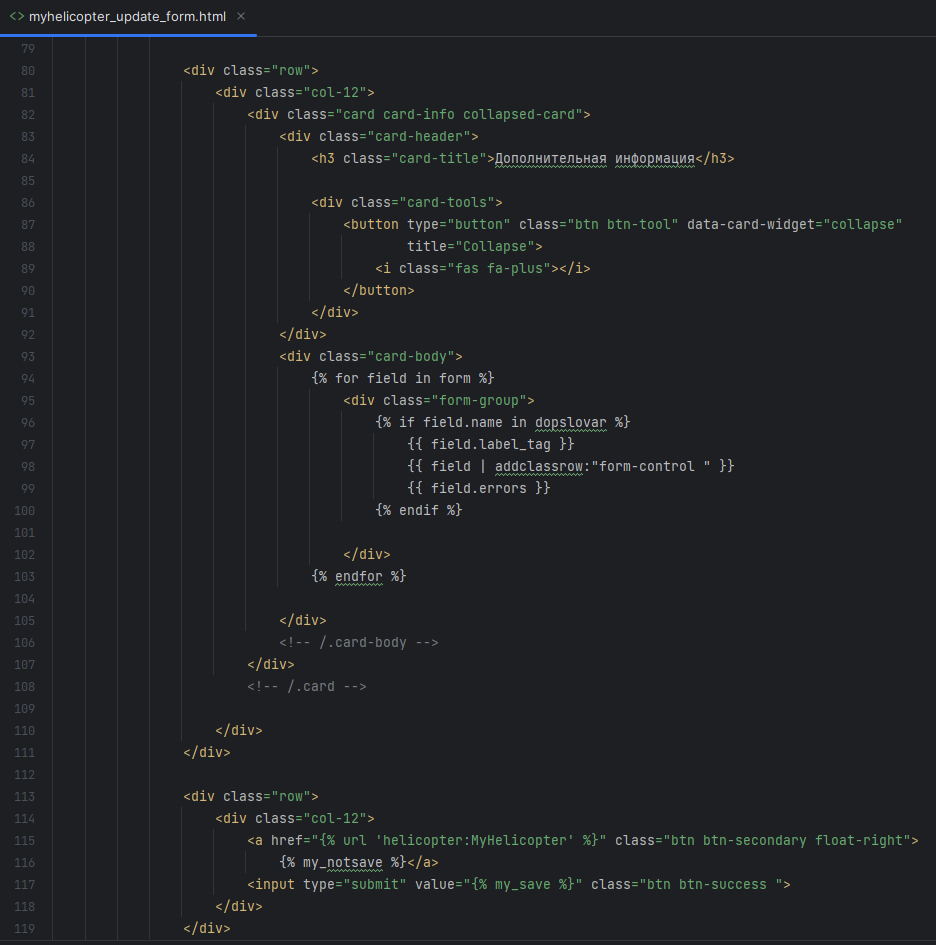 <> myhelicopter_update_form.html ×
79
80 <div class="row">
81 <div class="col-12">
82 <div class="card card-info collapsed-card">
83 <div class="card-header">
84 <h3 class="card-title">Дополнительная информация</h3>
85
86 <div class="card-tools">
87 <button type="button" class="btn btn-tool" data-card-widget="collapse"
88 title="Collapse">
89 <i class="fas fa-plus"></i>
90 </button>
91 </div>
92 </div>
93 <div class="card-body">
94 {% for field in form %}
95 <div class="form-group">
96 {% if field.name in dopslovar %}
97 {{ field.label_tag }}
98 {{ field | addclassrow:"form-control " }}
99 {{ field.errors }}
100 {% endif %}
101
102 </div>
103 {% endfor %}
104
105 </div>
106 <!-- /.card-body -->
107 </div>
108 <!-- /.card -->
109
110 </div>
111 </div>
112
113 <div class="row">
114 <div class="col-12">
115 <a href="{% url 'helicopter:MyHelicopter' %}" class="btn btn-secondary float-right">
116 {% my_notsave %}</a>
117 <input type="submit" value="{% my_save %}" class="btn btn-success ">
118 </div>
119 </div>